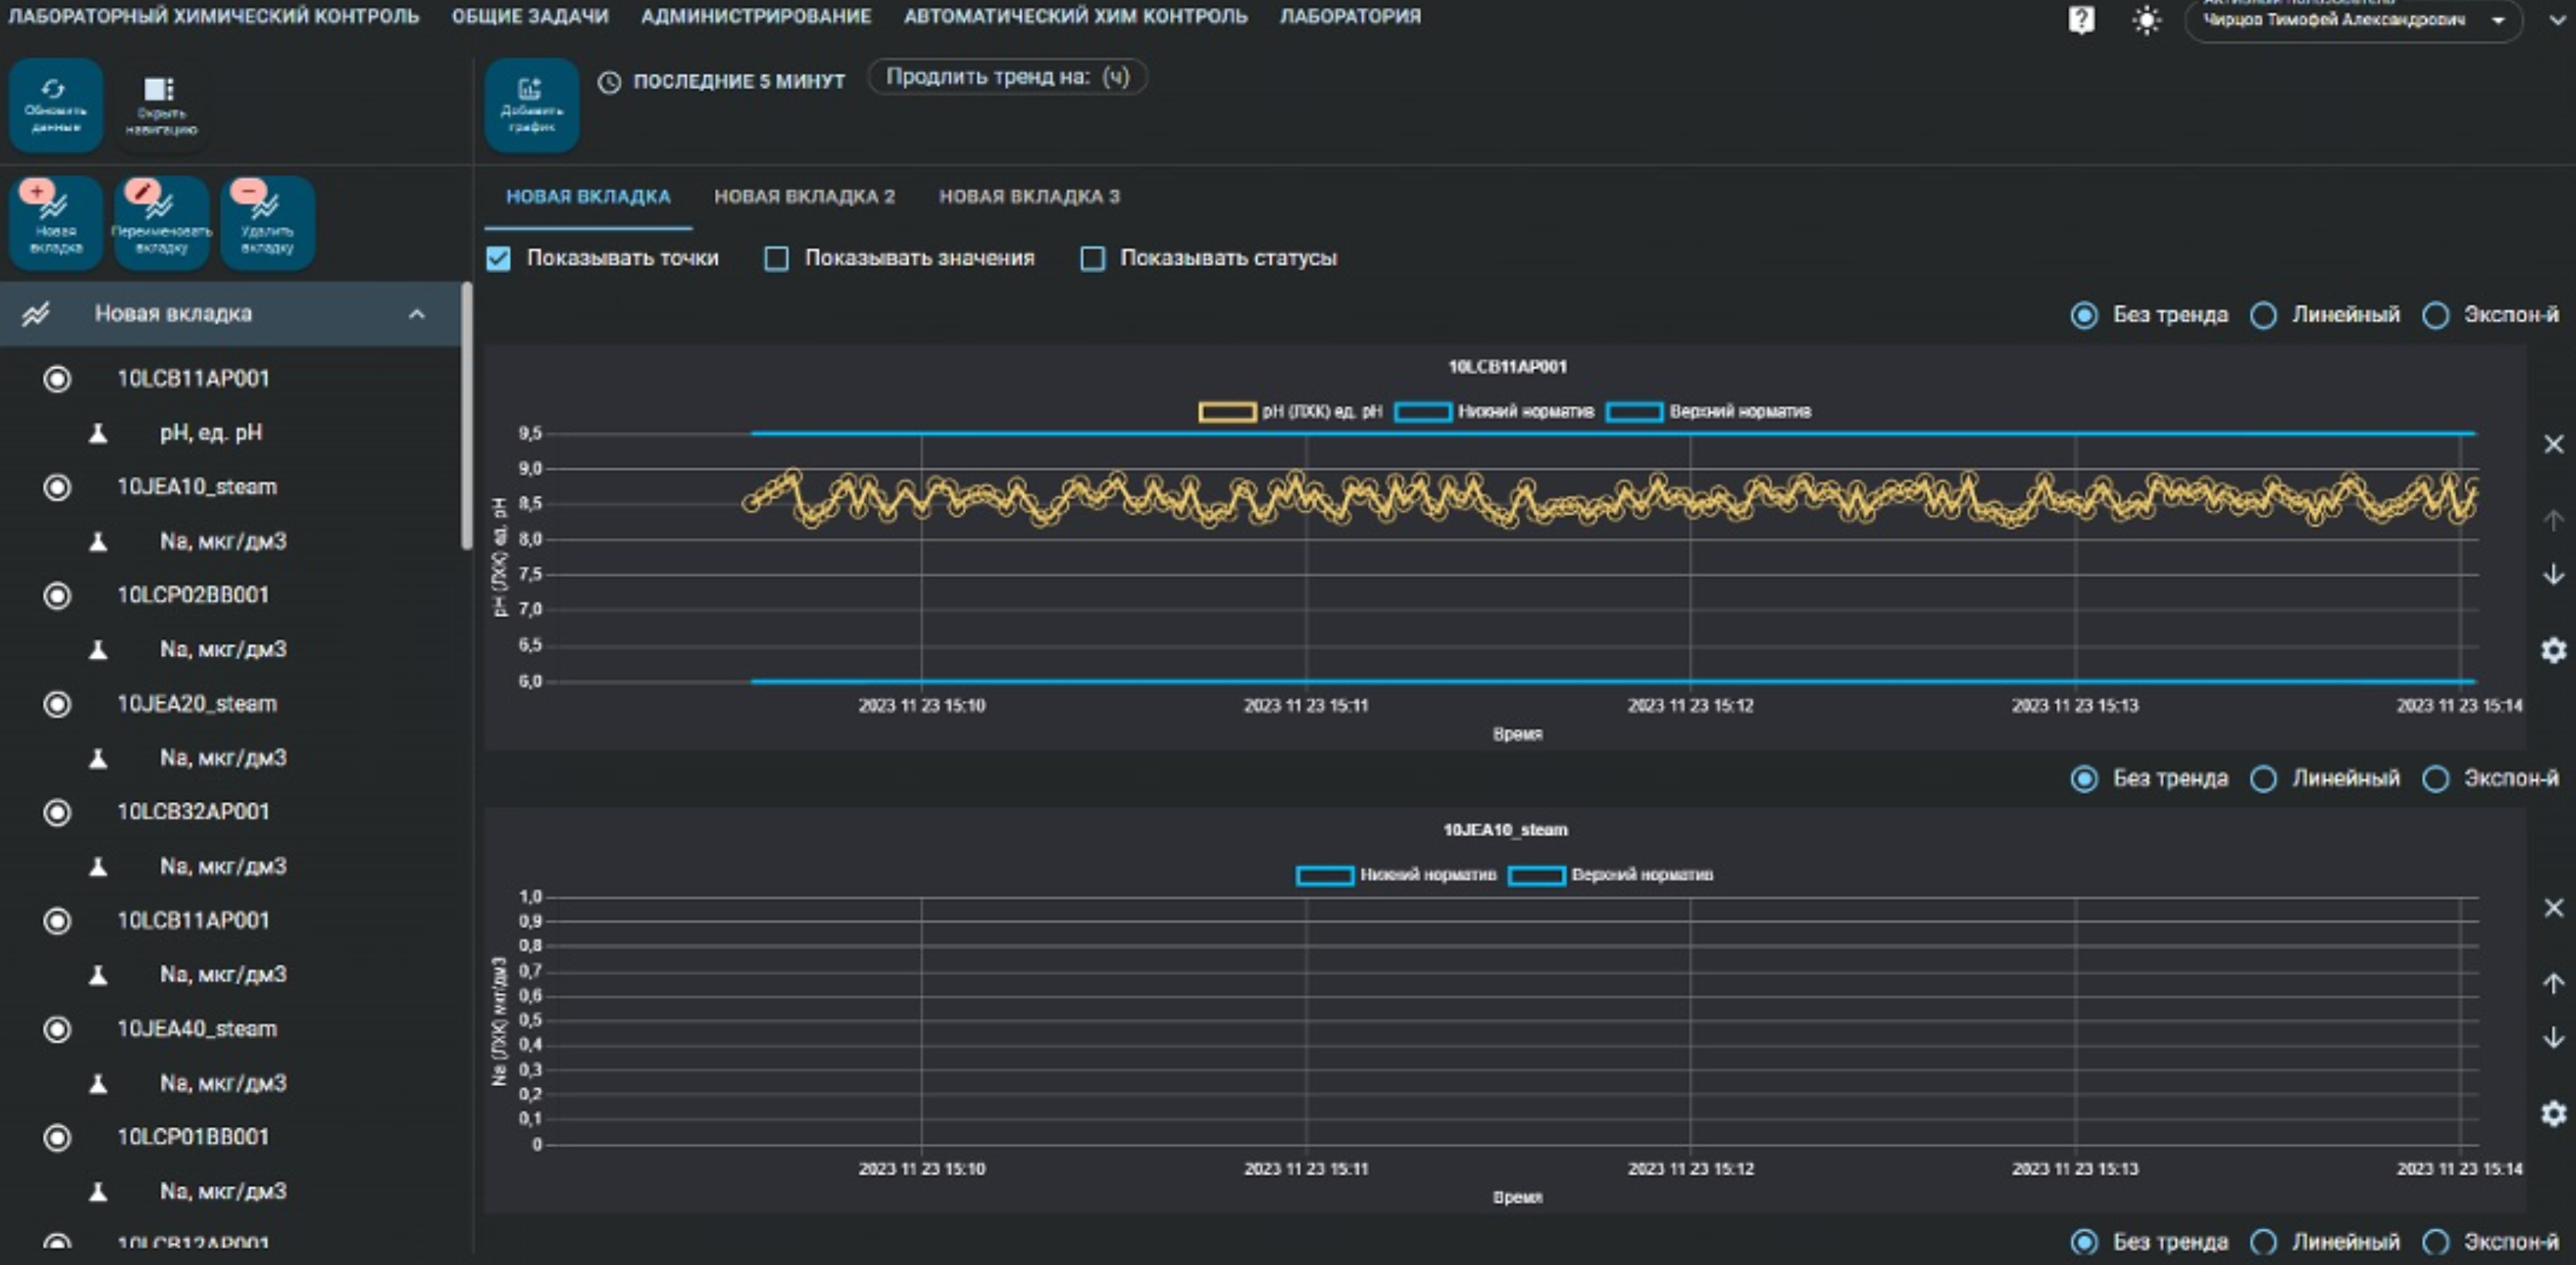 ЛАБОРАТОРНЫЙ ХИМИЧЕСКИЙ КОНТРОЛЬ ОБЩИЕ ЗАДАЧИ АДМИНИСТРИРОВАНИЕ АВТОМАТИЧЕСКИЙ ХИМ КОНТРОЛЬ ЛАБОРАТОРИЯ
Чирцов Тимофей Александрович
Обновить данные
Скрыть навигацию
Добавить график
ПОСЛЕДНИЕ 5 МИНУТ
Продлить тренд на: (ч)
Новая вкладка
Переименовать вкладку
Удалить вкладку
НОВАЯ ВКЛАДКА НОВАЯ ВКЛАДКА 2 НОВАЯ ВКЛАДКА 3
Показывать точки Показывать значения Показывать статусы
Новая вкладка
10LCB11AP001
pH, ед. pH
10JEA10_steam
Na, мкг/дм3
10LCP02BB001
Na, мкг/дм3
10JEA20_steam
Na, мкг/дм3
10LCB32AP001
Na, мкг/дм3
10LCB11AP001
Na, мкг/дм3
10JEA40_steam
Na, мкг/дм3
10LCP01BB001
Na, мкг/дм3
10LCB12AP001
Без тренда Линейный Экспон-й
10LCB11AP001
pH (ЛХК) ед. pH Нижний норматив Верхний норматив
pH (ЛХК) ед. pH
9,5
9,0
8,5
8,0
7,5
7,0
6,5
6,0
2023 11 23 15:10 2023 11 23 15:11 2023 11 23 15:12 2023 11 23 15:13 2023 11 23 15:14
Время
Без тренда Линейный Экспон-й
10JEA10_steam
Нижний норматив Верхний норматив
Na (ЛХК) мкг/дм3
1,0
0,9
0,8
0,7
0,6
0,5
0,4
0,3
0,2
0,1
0
2023 11 23 15:10 2023 11 23 15:11 2023 11 23 15:12 2023 11 23 15:13 2023 11 23 15:14
Время
Без тренда Линейный Экспон-й